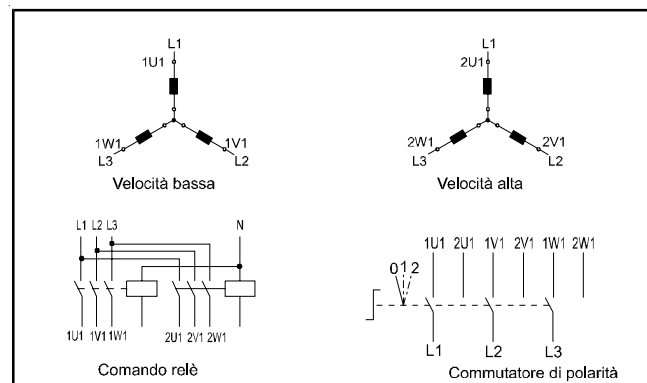 L1
1U1
1W1
1V1
L3
L2
Velocità bassa
L1
2U1
2W1
2V1
L3
L2
Velocità alta
L1 L2 L3 N
1U1 1V1 1W1 2U1 2V1 2W1
Comando relè
1U1 2U1 1V1 2V1 1W1 2W1
0 1 2
L1 L2 L3
Commutatore di polarità